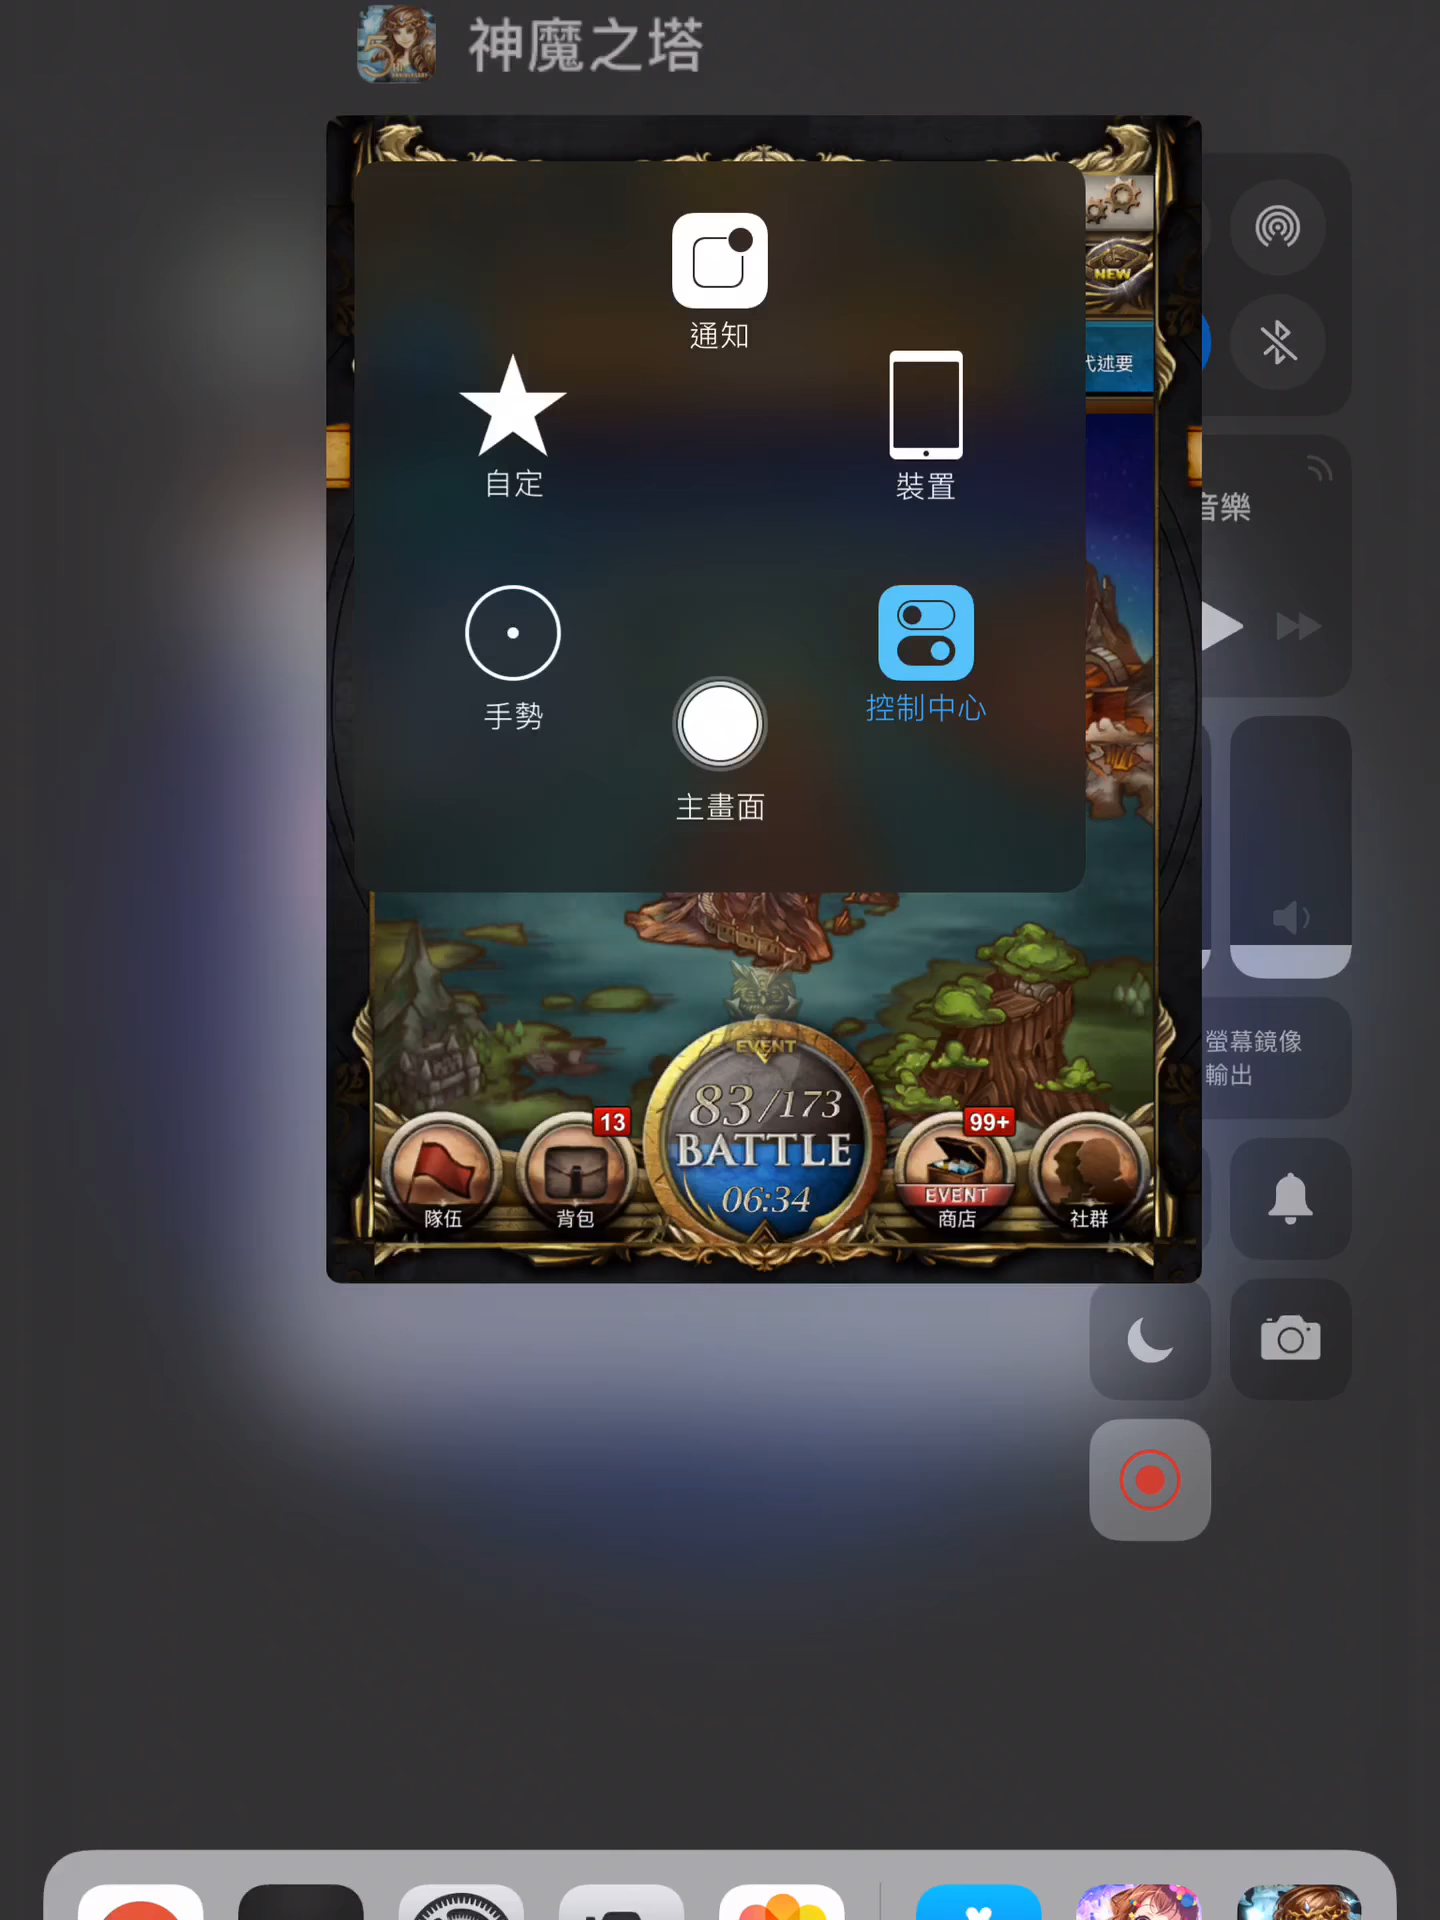 神魔之塔
通知
NEW
代述要
自定
裝置
音樂
手勢
控制中心
主畫面
螢幕鏡像
輸出
EVENT
83/173
BATTLE
06:34
13
99+
EVENT
隊伍
背包
商店
社群